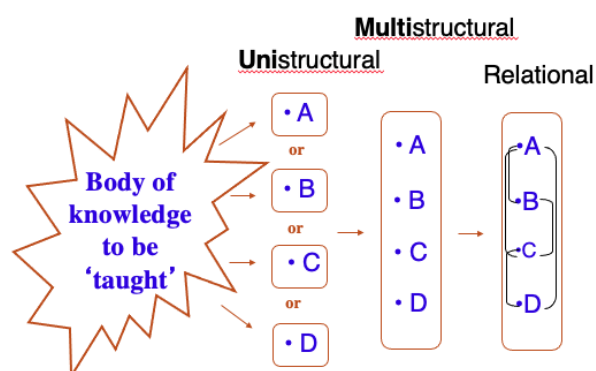 Multistructural
Unistructural
Relational
Body of
knowledge
to be
‘taught’
• A
or
• B
or
• C
or
• D
• A
• B
• C
• D
•A
•B
•C
•D